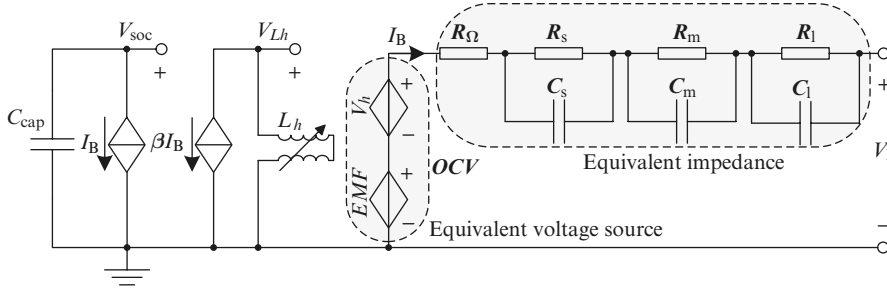 V_soc
+
C_cap
I_B
V_Lh
+
βI_B
L_h
I_B
+
V_h
−
+
EMF
−
OCV
Equivalent voltage source
R_Ω
R_s
C_s
R_m
C_m
R_l
C_l
Equivalent impedance
+
−